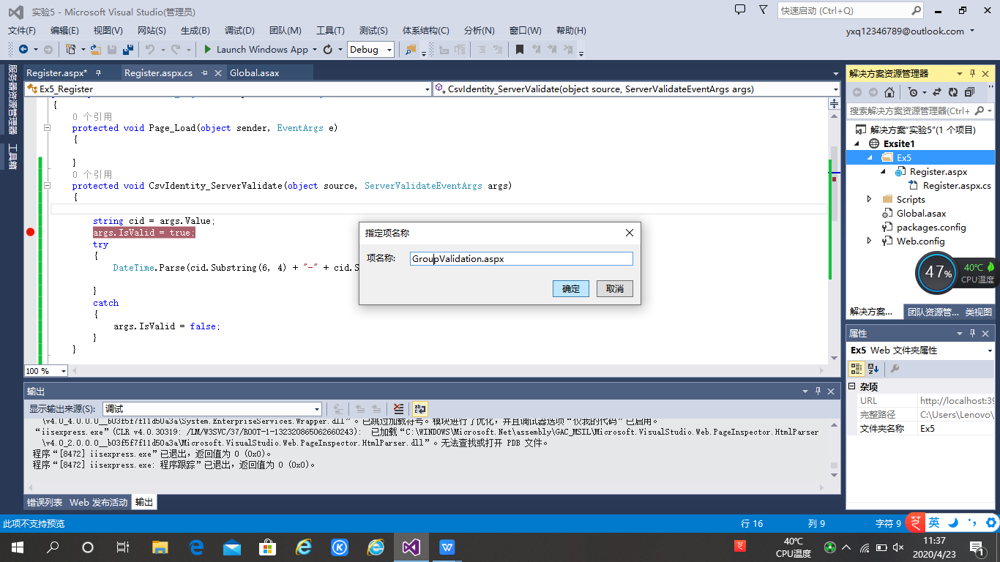 实验5 - Microsoft Visual Studio(管理员)
快速启动 (Ctrl+Q)
文件(F) 编辑(E) 视图(V) 网站(S) 生成(B) 调试(D) 团队(M) 工具(T) 测试(S) 体系结构(C) 分析(N) 窗口(W) 帮助(H)
yxq12346789@outlook.com
Launch Windows App Debug
服务器资源管理器
工具箱
Register.aspx* Register.aspx.cs Global.asax
Ex5_Register CsvIdentity_ServerValidate(object source, ServerValidateEventArgs args)
{
0 个引用
protected void Page_Load(object sender, EventArgs e)
{
}
0 个引用
protected void CsvIdentity_ServerValidate(object source, ServerValidateEventArgs args)
{
string cid = args.Value;
args.IsValid = true;
try
{
DateTime.Parse(cid.Substring(6, 4) + "-" + cid.S
}
catch
{
args.IsValid = false;
}
}
100 %
指定项名称
项名称: GroupValidation.aspx
确定 取消
输出
显示输出来源(S): 调试
\v4.0_4.0.0.0__b03f5f7f11d50a3a\System.EnterpriseServices.Wrapper.dll”。已跳过加载符号。模块进行了优化，并且调试器选项“仅我的代码”已启用。
“iisexpress.exe”(CLR v4.0.30319: /LM/W3SVC/37/ROOT-1-132320865062660243): 已加载“C:\WINDOWS\Microsoft.Net\assembly\GAC_MSIL\Microsoft.VisualStudio.Web.PageInspector.HtmlParser
\v4.0_2.0.0.0__b03f5f7f11d50a3a\Microsoft.VisualStudio.Web.PageInspector.HtmlParser.dll”。无法查找或打开 PDB 文件。
程序“[8472] iisexpress.exe”已退出，返回值为 0 (0x0)。
程序“[8472] iisexpress.exe: 程序跟踪”已退出，返回值为 0 (0x0)。
错误列表 Web 发布活动 输出
解决方案资源管理器
搜索解决方案资源管理器(Ctrl+
解决方案“实验5”(1 个项目)
Exsite1
Ex5
Register.aspx
Register.aspx.cs
Scripts
Global.asax
packages.config
Web.config
47% 40℃
CPU温度
解决方案... 团队资源管... 类视图
属性
Ex5 Web 文件夹属性
杂项
URL http://localhost:39
完整路径 C:\Users\Lenovo\
文件夹名称 Ex5
此项不支持预览 行 16 列 9 字符 9 英
40℃
CPU温度
11:37
2020/4/23
1